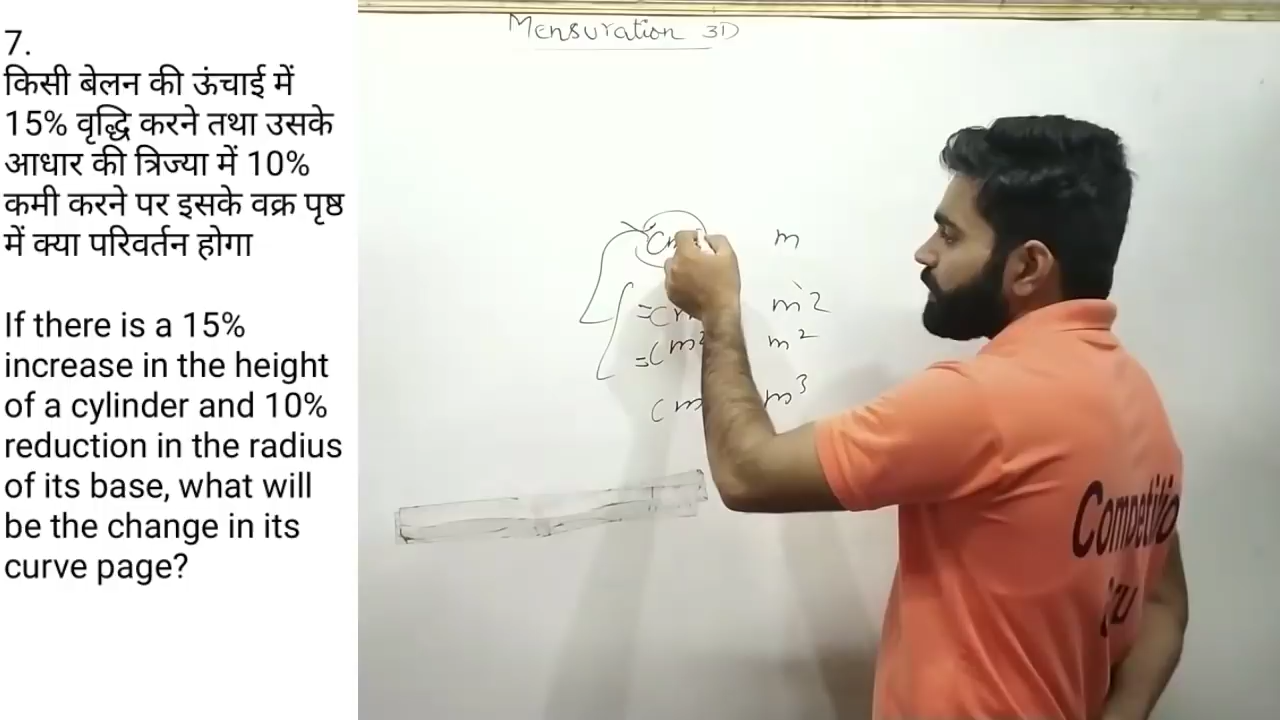 7.
किसी बेलन की ऊंचाई में
15% वृद्धि करने तथा उसके
आधार की त्रिज्या में 10%
कमी करने पर इसके वक्र पृष्ठ
में क्या परिवर्तन होगा
If there is a 15%
increase in the height
of a cylinder and 10%
reduction in the radius
of its base, what will
be the change in its
curve page?
Mensuration 3D
m
m2
=cm² m²
m³